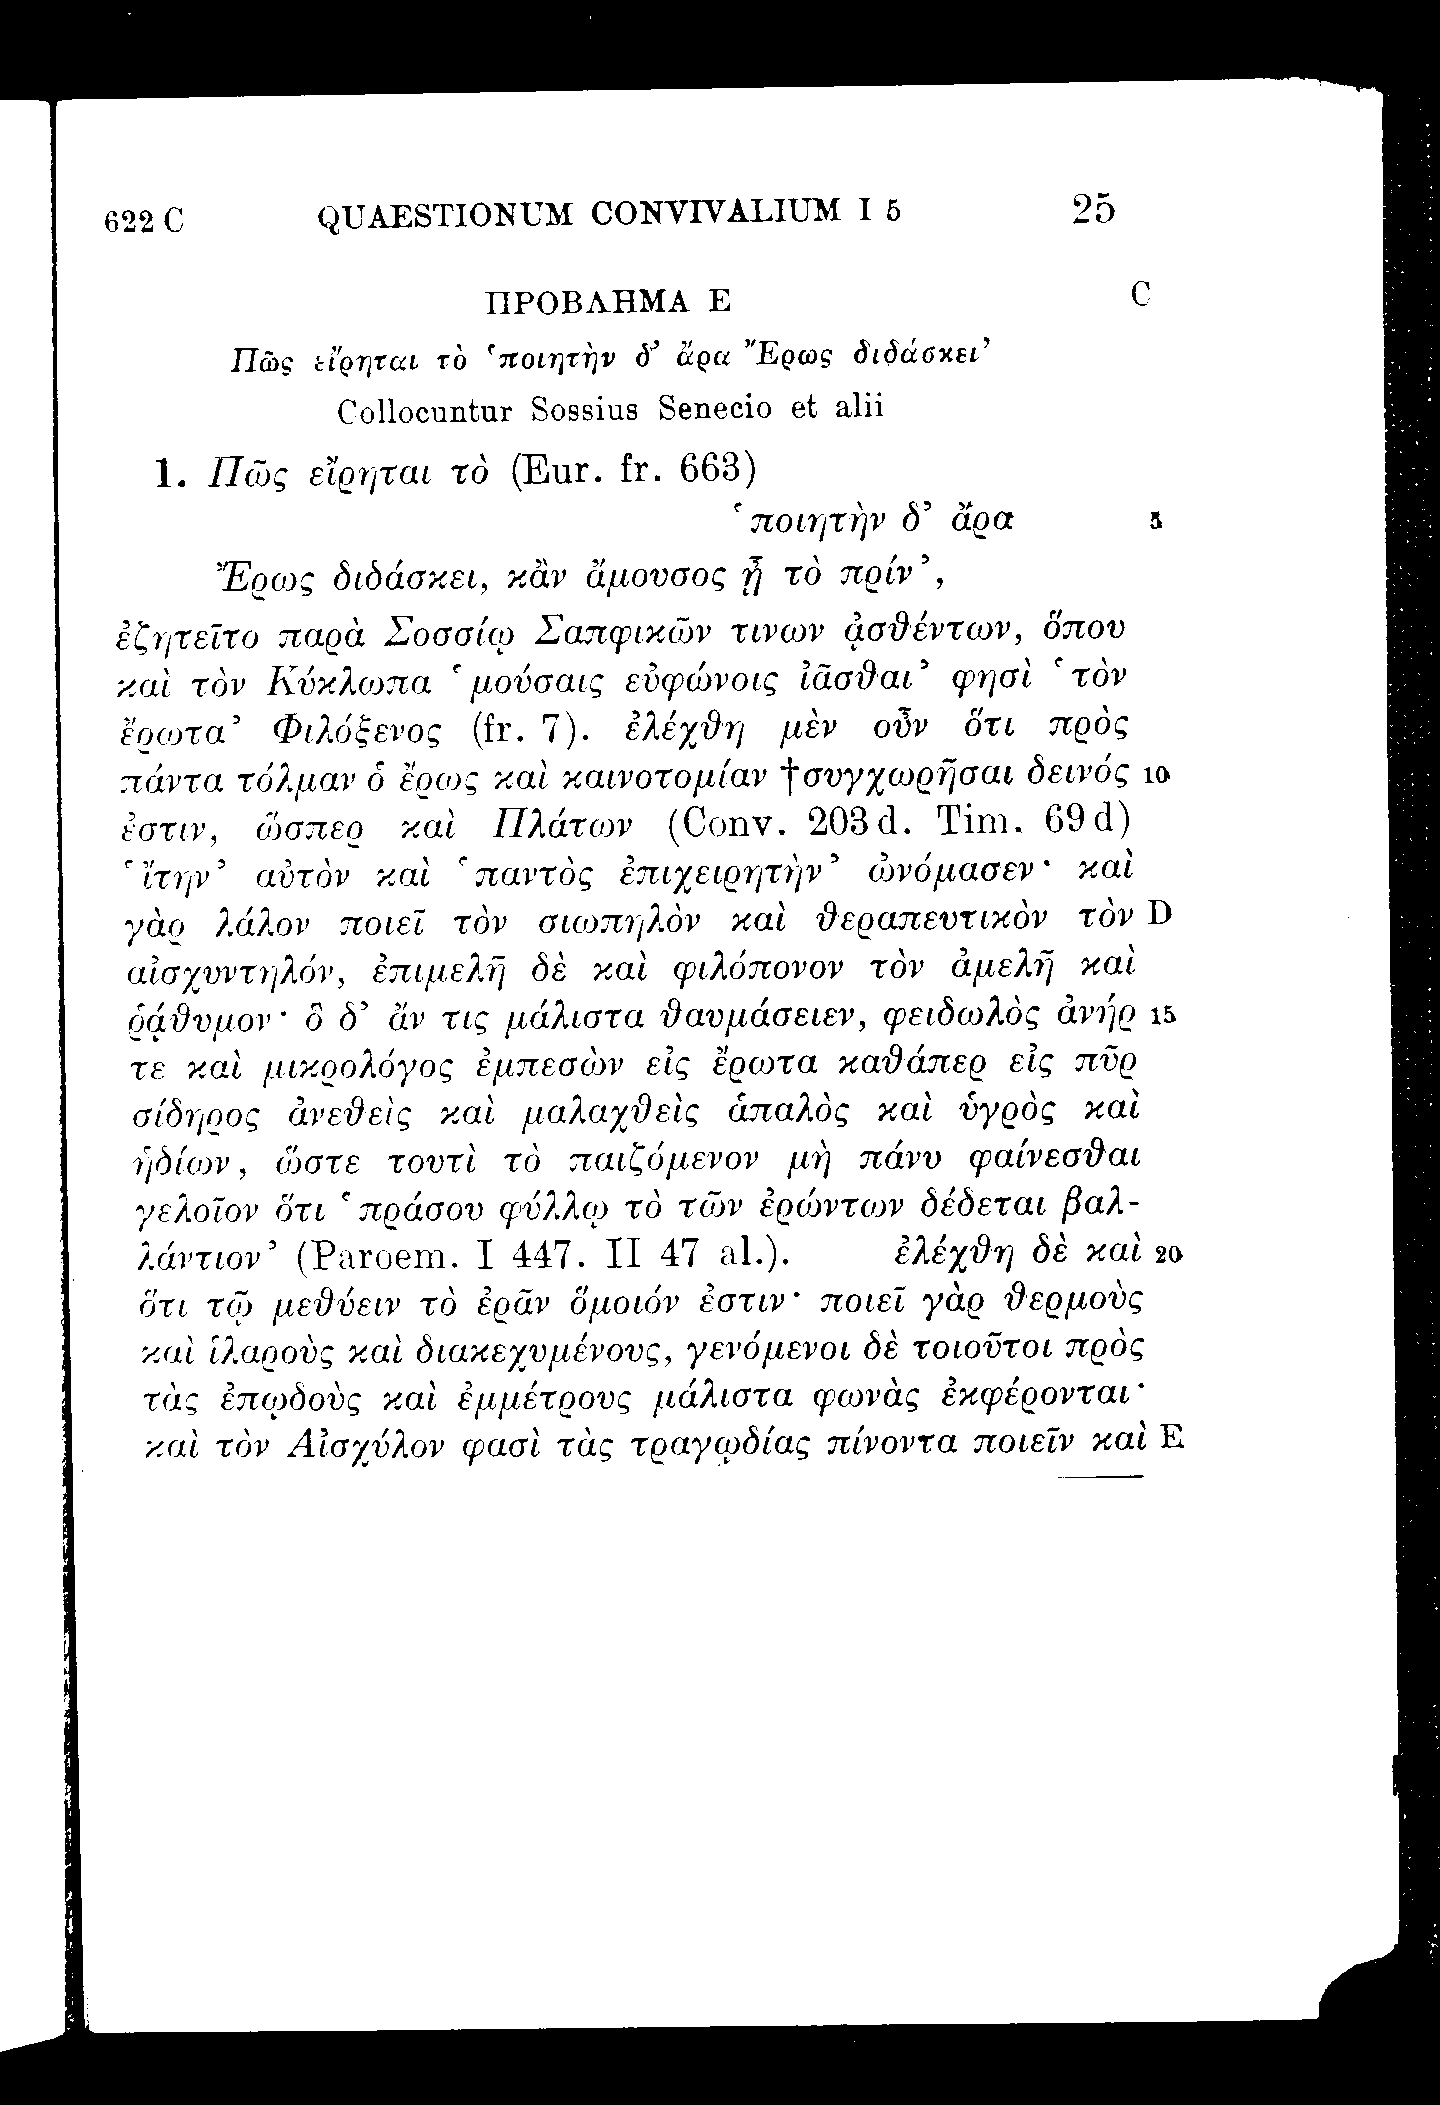 622 C QUAESTIONUM CONVIVALIUM I 5 25
ΠΡΟΒΛΗΜΑ Ε C
Πῶς εἴρηται τὸ ‘ποιητὴν δ’ ἄρα Ἔρως διδάσκει’
Collocuntur Sossius Senecio et alii
1. Πῶς εἴρηται τὸ (Eur. fr. 663)
‘ποιητὴν δ’ ἄρα 5
Ἔρως διδάσκει, κἂν ἄμουσος ᾖ τὸ πρίν’,
ἐζητεῖτο παρὰ Σοσσίῳ Σαπφικῶν τινων ᾀσθέντων, ὅπου
καὶ τὸν Κύκλωπα ‘μούσαις εὐφώνοις ἰᾶσθαι’ φησὶ ‘τὸν
ἔρωτα’ Φιλόξενος (fr. 7). ἐλέχθη μὲν οὖν ὅτι πρὸς
πάντα τόλμαν ὁ ἔρως καὶ καινοτομίαν †συγχωρῆσαι δεινός 10
ἐστιν, ὥσπερ καὶ Πλάτων (Conv. 203 d. Tim. 69 d)
‘ἴτην’ αὐτὸν καὶ ‘παντὸς ἐπιχειρητὴν’ ὠνόμασεν· καὶ
γὰρ λάλον ποιεῖ τὸν σιωπηλὸν καὶ θεραπευτικὸν τὸν D
αἰσχυντηλόν, ἐπιμελῆ δὲ καὶ φιλόπονον τὸν ἀμελῆ καὶ
ῥᾴθυμον· ὃ δ’ ἄν τις μάλιστα θαυμάσειεν, φειδωλὸς ἀνήρ 15
τε καὶ μικρολόγος ἐμπεσὼν εἰς ἔρωτα καθάπερ εἰς πῦρ
σίδηρος ἀνεθεὶς καὶ μαλαχθεὶς ἁπαλὸς καὶ ὑγρὸς καὶ
ἡδίων, ὥστε τουτὶ τὸ παιζόμενον μὴ πάνυ φαίνεσθαι
γελοῖον ὅτι ‘πράσου φύλλῳ τὸ τῶν ἐρώντων δέδεται βαλ-
λάντιον’ (Paroem. I 447. II 47 al.). ἐλέχθη δὲ καὶ 20
ὅτι τῷ μεθύειν τὸ ἐρᾶν ὅμοιόν ἐστιν· ποιεῖ γὰρ θερμοὺς
καὶ ἱλαροὺς καὶ διακεχυμένους, γενόμενοι δὲ τοιοῦτοι πρὸς
τὰς ἐπῳδοὺς καὶ ἐμμέτρους μάλιστα φωνὰς ἐκφέρονται·
καὶ τὸν Αἰσχύλον φασὶ τὰς τραγῳδίας πίνοντα ποιεῖν καὶ E